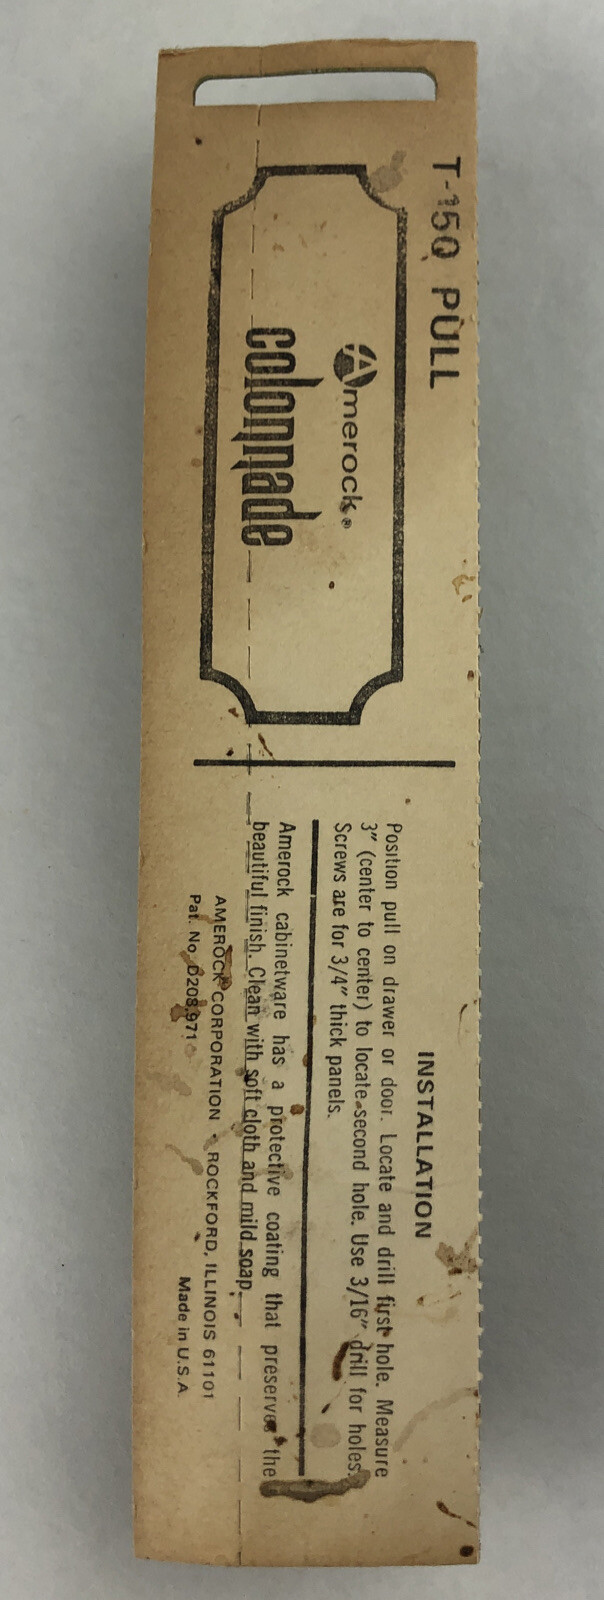 T-150 PULL
Amerock®
colonnade
INSTALLATION
Position pull on drawer or door. Locate and drill first hole. Measure
3" (center to center) to locate second hole. Use 3/16" drill for holes.
Screws are for 3/4" thick panels.
Amerock cabinetware has a protective coating that preserves the
beautiful finish. Clean with soft cloth and mild soap.
AMEROCK CORPORATION • ROCKFORD, ILLINOIS 61101
Pat. No. D208,971 Made in U.S.A.